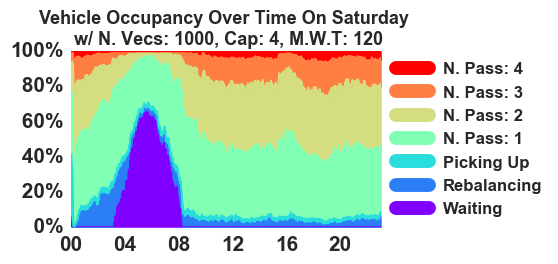 Vehicle Occupancy Over Time On Saturday
w/ N. Vecs: 1000, Cap: 4, M.W.T: 120
100%
80%
60%
40%
20%
0%
00 04 08 12 16 20
N. Pass: 4
N. Pass: 3
N. Pass: 2
N. Pass: 1
Picking Up
Rebalancing
Waiting